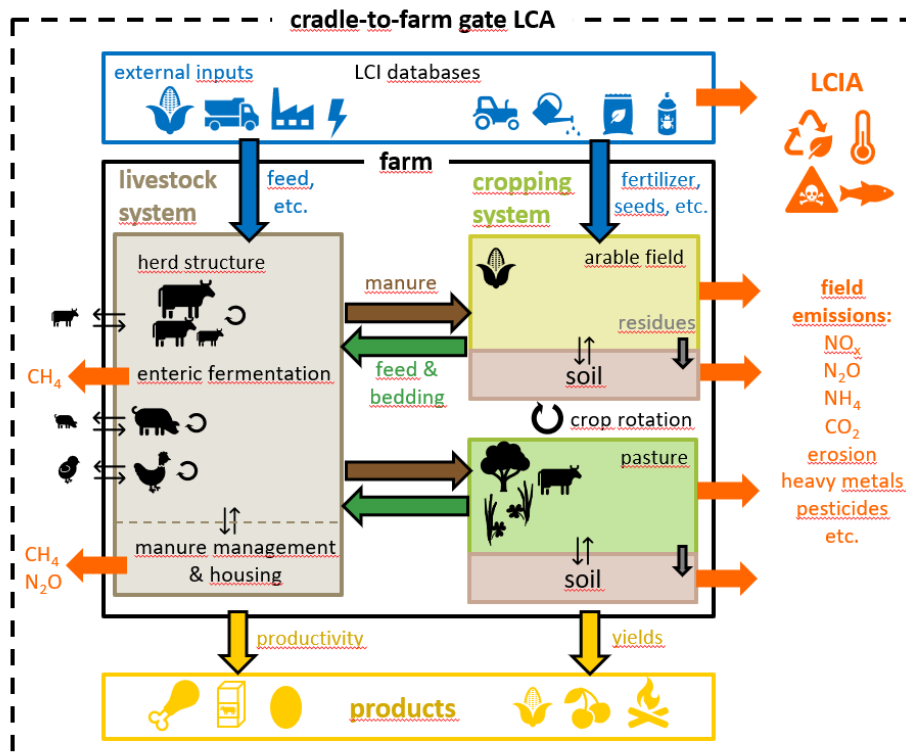 cradle-to-farm gate LCA
external inputs
LCI databases
LCIA
farm
livestock
system
feed,
etc.
cropping
system
fertilizer,
seeds, etc.
herd structure
manure
arable field
residues
soil
feed &
bedding
CH₄
enteric fermentation
crop rotation
pasture
manure management
& housing
CH₄
N₂O
soil
field
emissions:
NOₓ
N₂O
NH₄
CO₂
erosion
heavy metals
pesticides
etc.
productivity
yields
products